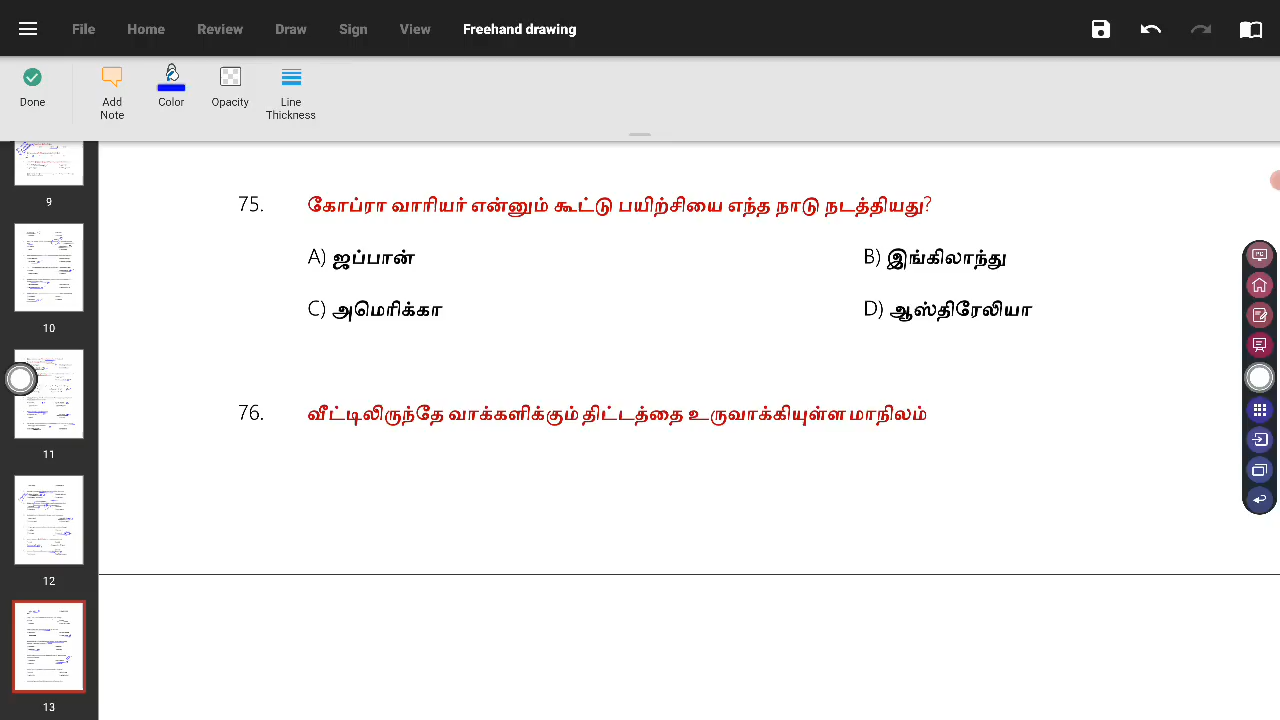 File Home Review Draw Sign View Freehand drawing
Done Add Note Color Opacity Line Thickness
9
10
11
12
13
75. கோப்ரா வாரியர் என்னும் கூட்டு பயிற்சியை எந்த நாடு நடத்தியது?
A) ஜப்பான் B) இங்கிலாந்து
C) அமெரிக்கா D) ஆஸ்திரேலியா
76. வீட்டிலிருந்தே வாக்களிக்கும் திட்டத்தை உருவாக்கியுள்ள மாநிலம்